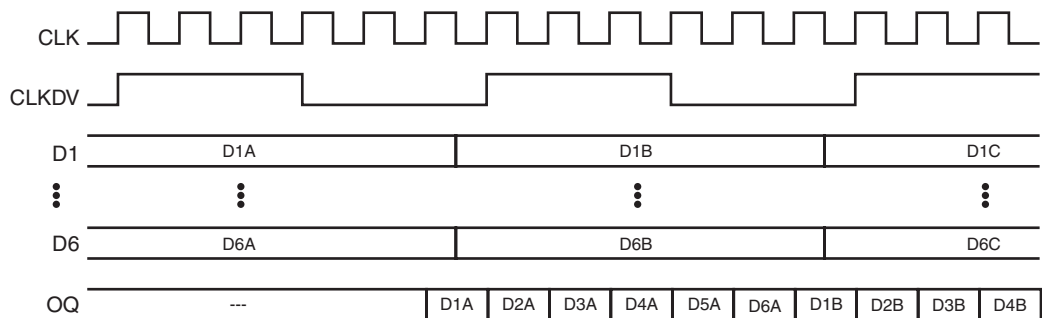 CLK
CLKDV
D1 D1A D1B D1C
D6 D6A D6B D6C
OQ --- D1A D2A D3A D4A D5A D6A D1B D2B D3B D4B